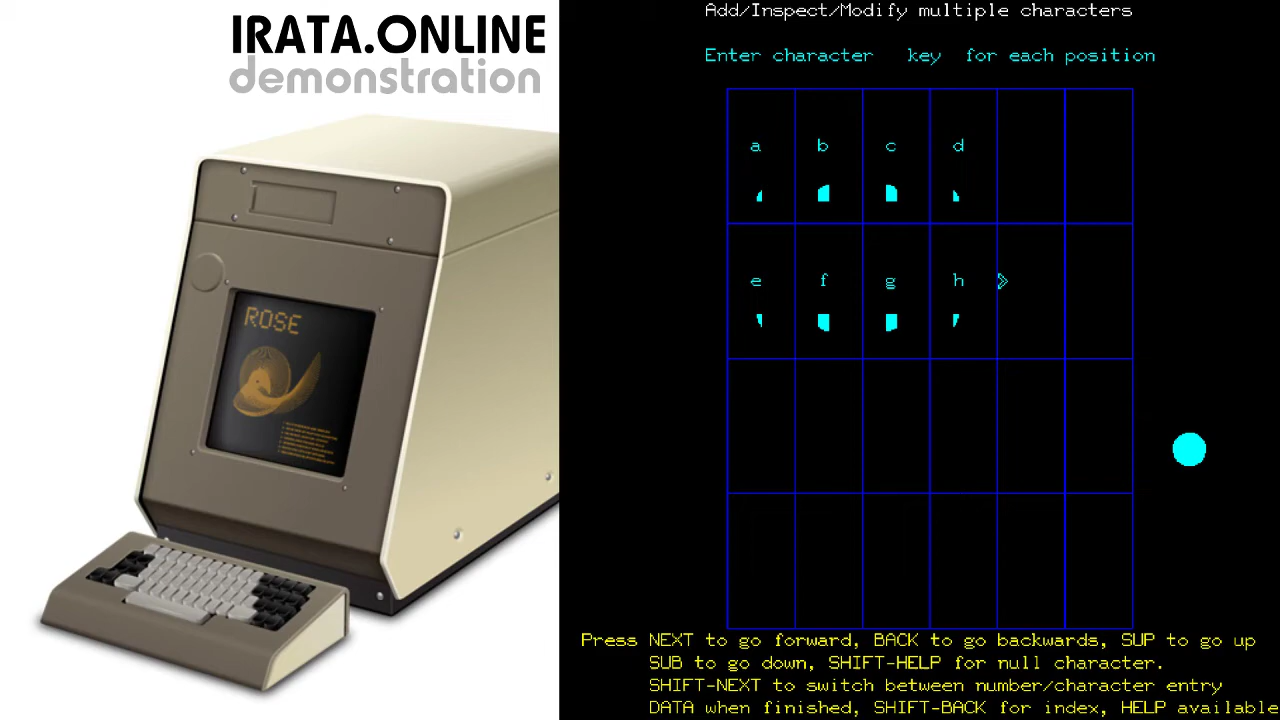 IRATA.ONLINE
demonstration
ROSE
Add/Inspect/Modify multiple characters
Enter character key for each position
a b c d
e f g h
Press NEXT to go forward, BACK to go backwards, SUP to go up
SUB to go down, SHIFT-HELP for null character.
SHIFT-NEXT to switch between number/character entry
DATA when finished, SHIFT-BACK for index, HELP available